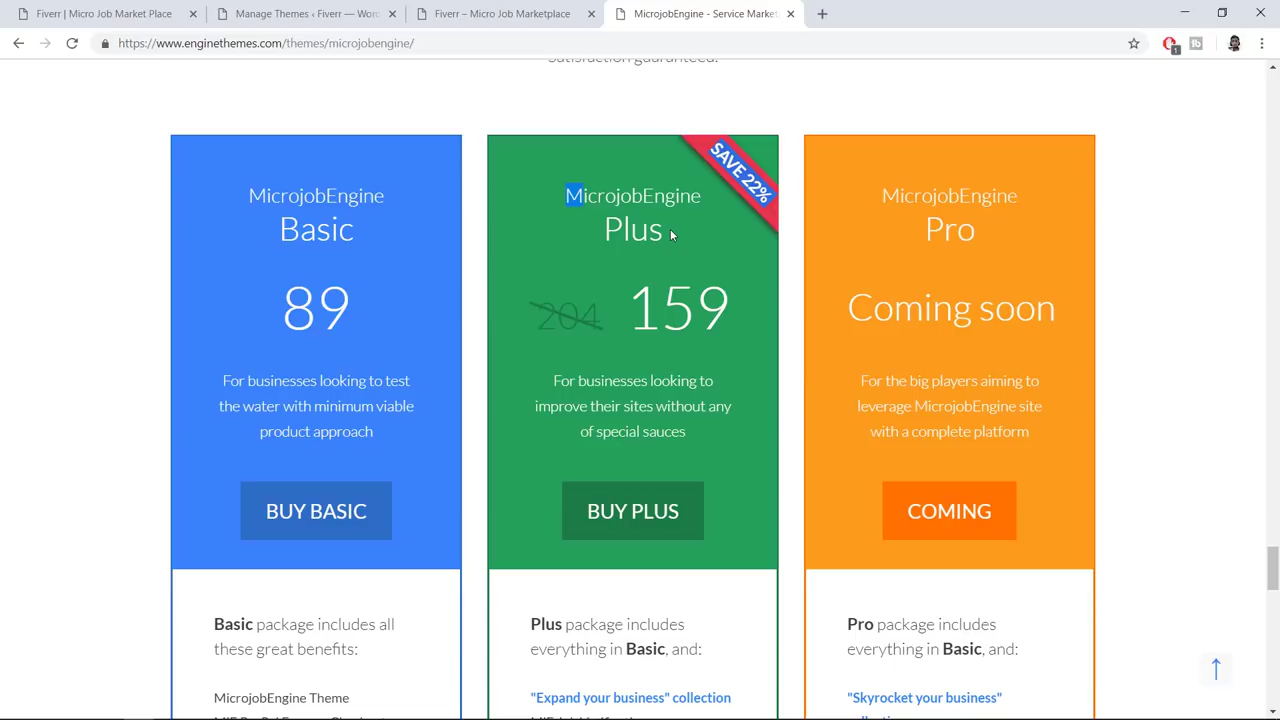 Fiverr | Micro Job Market Place
Manage Themes ‹ Fiverr — Wor
Fiverr – Micro Job Marketplace
MicrojobEngine - Service Market
https://www.enginethemes.com/themes/microjobengine/
1
Satisfaction guaranteed.
MicrojobEngine
Basic
89
For businesses looking to test
the water with minimum viable
product approach
BUY BASIC
Basic package includes all
these great benefits:
MicrojobEngine Theme
SAVE 22%
MicrojobEngine
Plus
204 159
For businesses looking to
improve their sites without any
of special sauces
BUY PLUS
Plus package includes
everything in Basic, and:
"Expand your business" collection
MicrojobEngine
Pro
Coming soon
For the big players aiming to
leverage MicrojobEngine site
with a complete platform
COMING
Pro package includes
everything in Basic, and:
"Skyrocket your business"